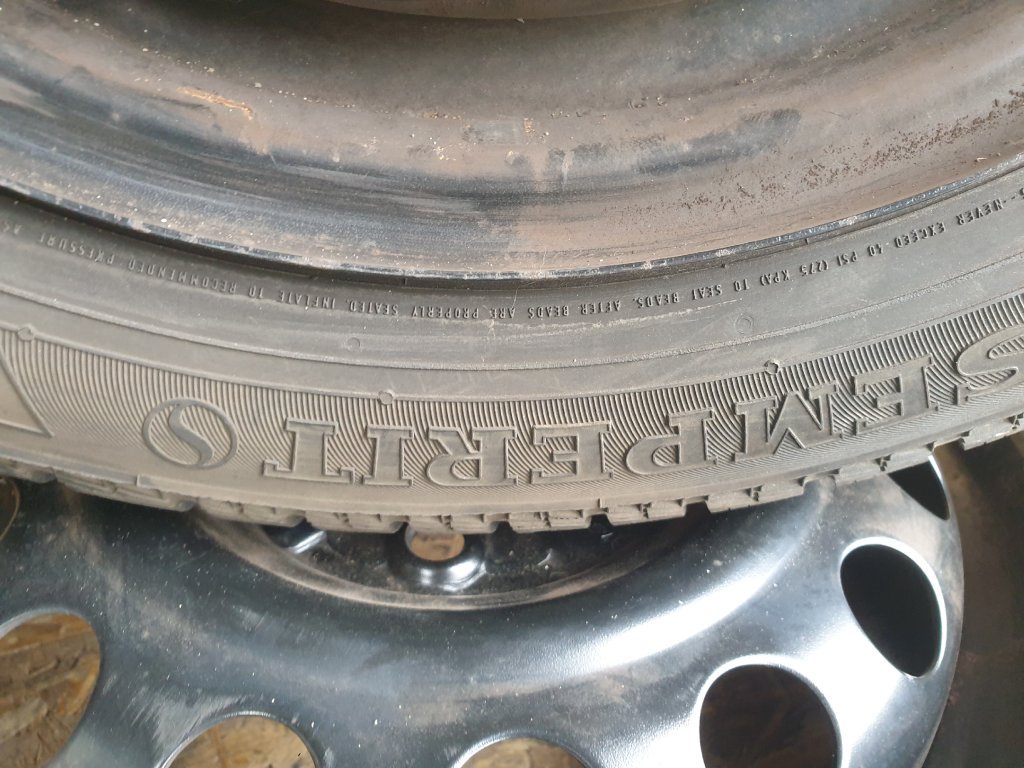 --NEVER EXCEED 40 PSI (275 KPA) TO SEAT BEADS. AFTER BEADS ARE PROPERLY SEATED, INFLATE TO RECOMMENDED PRESSURE
SEMPERIT S